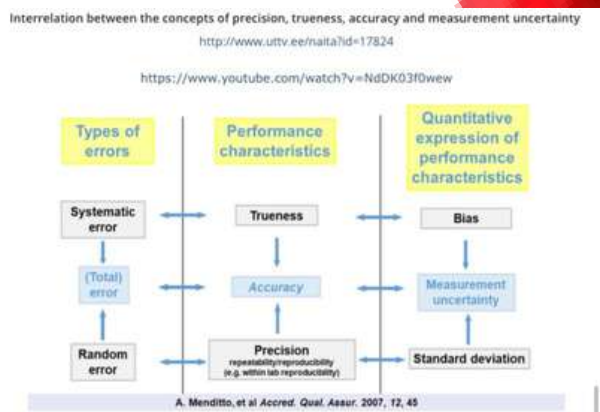 Interrelation between the concepts of precision, trueness, accuracy and measurement uncertainty
http://www.uttv.ee/naita?id=17824
https://www.youtube.com/watch?v=NdDK03f0wew
Types of
errors
Performance
characteristics
Quantitative
expression of
performance
characteristics
Systematic
error
Trueness
Bias
(Total)
error
Accuracy
Measurement
uncertainty
Random
error
Precision
repeatability/reproducibility
(e.g. within lab reproducibility)
Standard deviation
A. Menditto, et al Accred. Qual. Assur. 2007, 12, 45